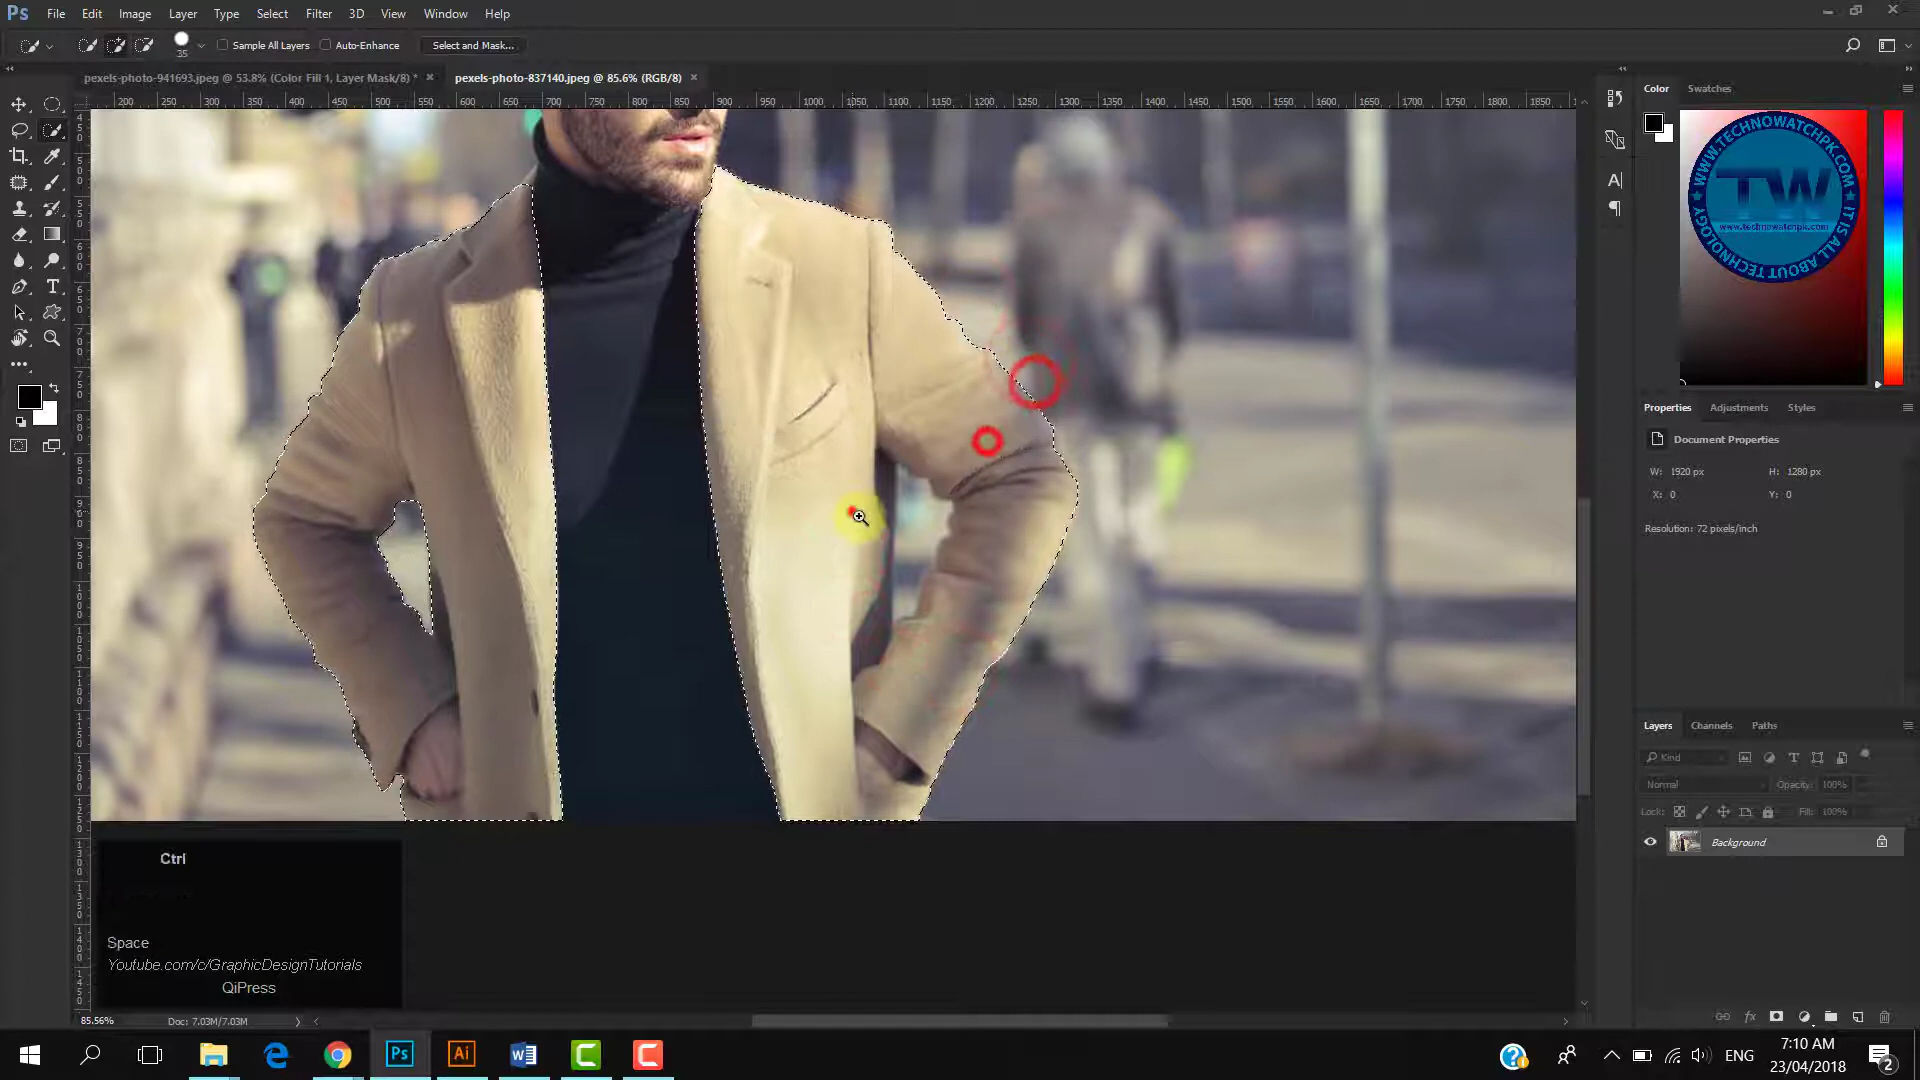 Ps File Edit Image Layer Type Select Filter 3D View Window Help
35 Sample All Layers Auto-Enhance Select and Mask...
pexels-photo-941693.jpeg @ 53.8% (Color Fill 1, Layer Mask/8) * × pexels-photo-837140.jpeg @ 85.6% (RGB/8) ×
200 250 300 350 400 450 500 550 600 650 700 750 800 850 900 950 1000 1050 1100 1150 1200 1250 1300 1350 1400 1450 1500 1550 1600 1650 1700 1750 1800 1850
Color Swatches
WWW.TECHNOWATCHPK.COM
TW
www.technowatchpk.com
IT IS ALL ABOUT TECHNOLOGY
Properties Adjustments Styles
Document Properties
W: 1920 px H: 1280 px
X: 0 Y: 0
Resolution: 72 pixels/inch
Layers Channels Paths
Kind
Normal Opacity: 100%
Lock: Fill: 100%
Background
Ctrl
Space
Youtube.com/c/GraphicDesignTutorials
QiPress
85.56% Doc: 7.03M/7.03M
Ps Ai ENG 7:10 AM
23/04/2018
2